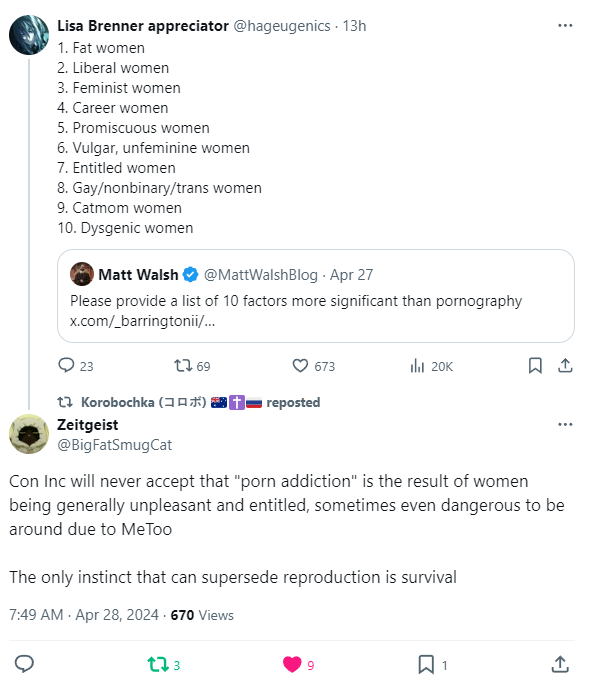 Lisa Brenner appreciator @hageugenics · 13h
1. Fat women
2. Liberal women
3. Feminist women
4. Career women
5. Promiscuous women
6. Vulgar, unfeminine women
7. Entitled women
8. Gay/nonbinary/trans women
9. Catmom women
10. Dysgenic women
Matt Walsh @MattWalshBlog · Apr 27
Please provide a list of 10 factors more significant than pornography
x.com/_barringtonii/...
23 69 673 20K
Korobochka (コロボ) 🇦🇺✝️🇷🇺 reposted
Zeitgeist
@BigFatSmugCat
Con Inc will never accept that "porn addiction" is the result of women
being generally unpleasant and entitled, sometimes even dangerous to be
around due to MeToo
The only instinct that can supersede reproduction is survival
7:49 AM · Apr 28, 2024 · 670 Views
3 9 1